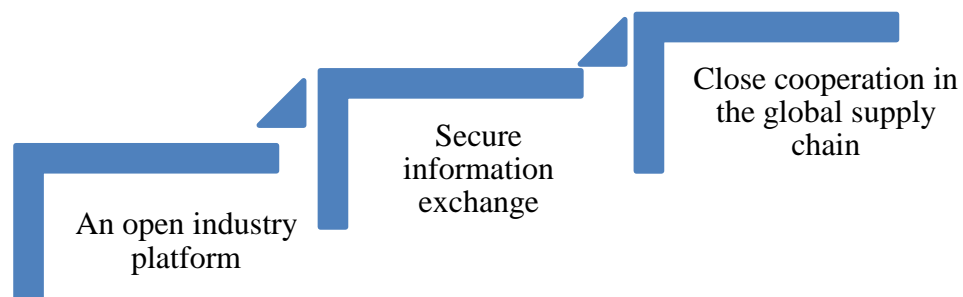 An open industry
platform
Secure
information
exchange
Close cooperation in
the global supply
chain